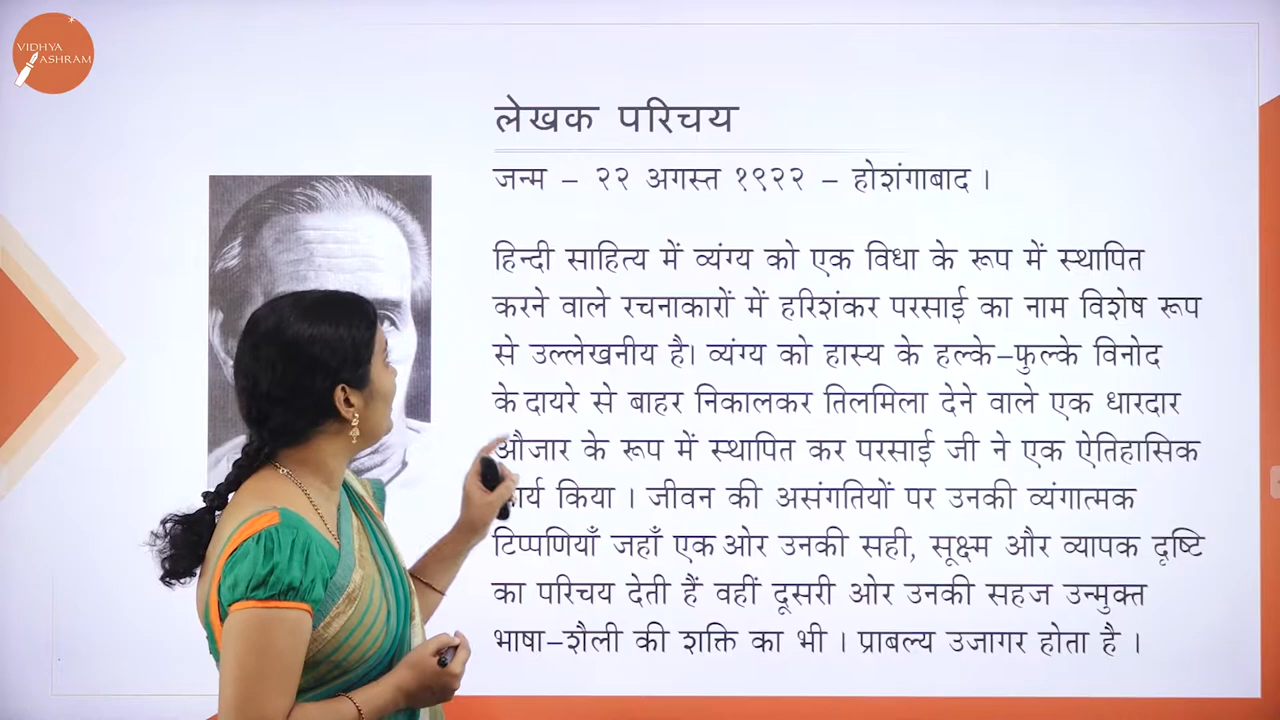 VIDHYA
ASHRAM
लेखक परिचय
जन्म – २२ अगस्त १९२२ – होशंगाबाद ।
हिन्दी साहित्य में व्यंग्य को एक विधा के रूप में स्थापित
करने वाले रचनाकारों में हरिशंकर परसाई का नाम विशेष रूप
से उल्लेखनीय है। व्यंग्य को हास्य के हल्के–फुल्के विनोद
के दायरे से बाहर निकालकर तिलमिला देने वाले एक धारदार
औजार के रूप में स्थापित कर परसाई जी ने एक ऐतिहासिक
किया । जीवन की असंगतियों पर उनकी व्यंगात्मक
टिप्पणियाँ जहाँ एक ओर उनकी सही, सूक्ष्म और व्यापक दृष्टि
का परिचय देती हैं वहीं दूसरी ओर उनकी सहज उन्मुक्त
भाषा–शैली की शक्ति का भी । प्राबल्य उजागर होता है ।